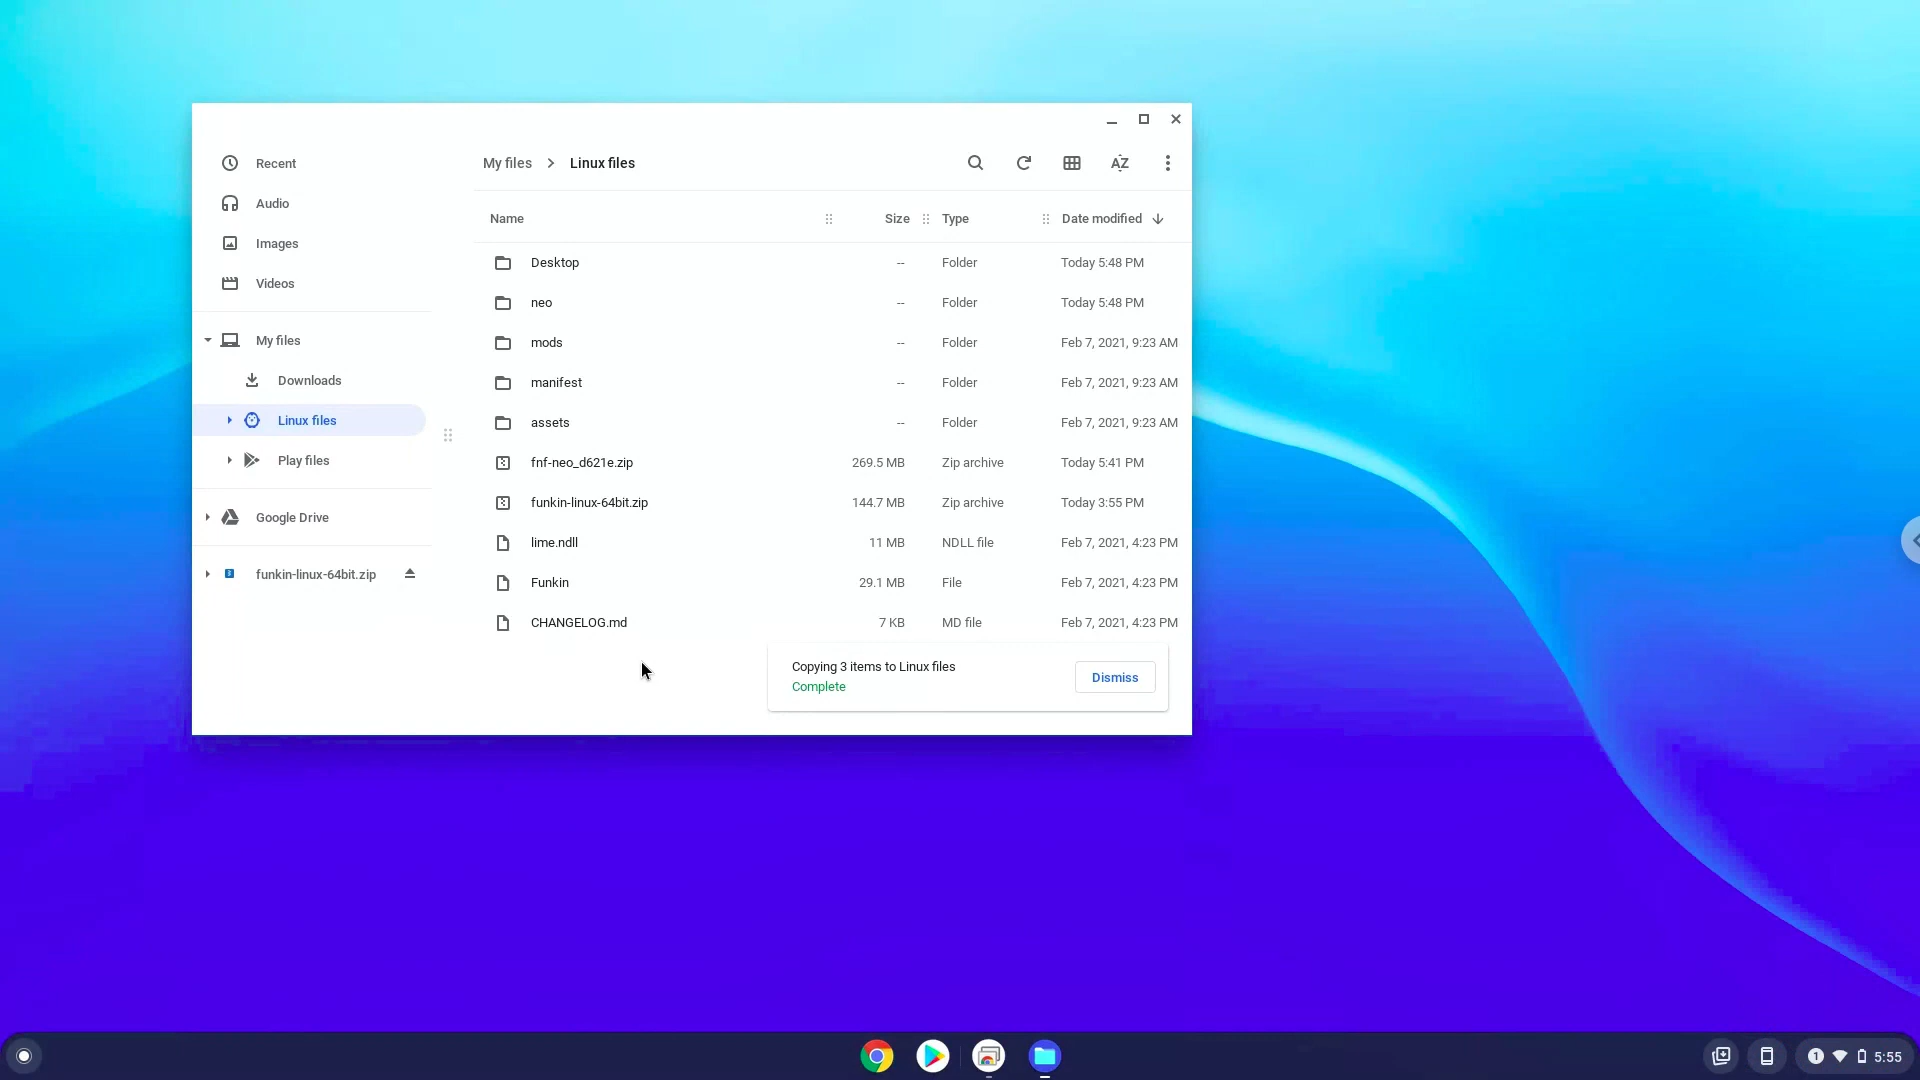 Recent
Audio
Images
Videos
My files
Downloads
Linux files
Play files
Google Drive
funkin-linux-64bit.zip
My files > Linux files
AZ
Name Size Type Date modified
Desktop -- Folder Today 5:48 PM
neo -- Folder Today 5:48 PM
mods -- Folder Feb 7, 2021, 9:23 AM
manifest -- Folder Feb 7, 2021, 9:23 AM
assets -- Folder Feb 7, 2021, 9:23 AM
fnf-neo_d621e.zip 269.5 MB Zip archive Today 5:41 PM
funkin-linux-64bit.zip 144.7 MB Zip archive Today 3:55 PM
lime.ndll 11 MB NDLL file Feb 7, 2021, 4:23 PM
Funkin 29.1 MB File Feb 7, 2021, 4:23 PM
CHANGELOG.md 7 KB MD file Feb 7, 2021, 4:23 PM
Copying 3 items to Linux files
Complete
Dismiss
1 5:55